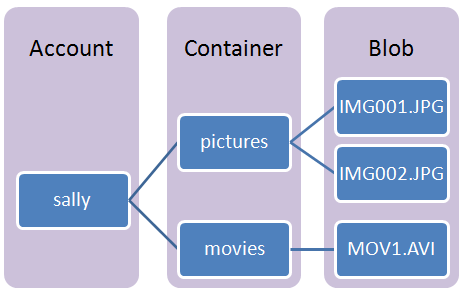 Account
Container
Blob
sally
pictures
movies
IMG001.JPG
IMG002.JPG
MOV1.AVI